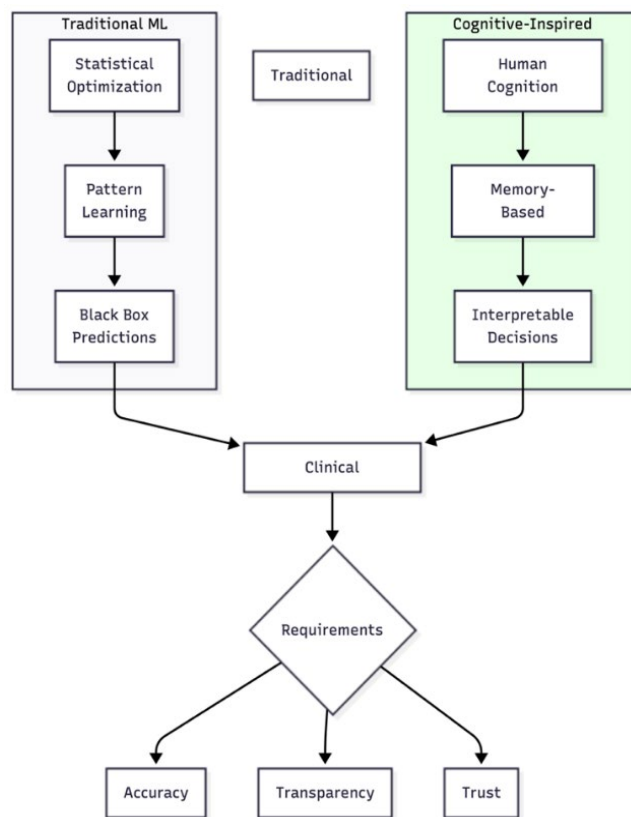 Traditional ML
Statistical
Optimization
Pattern
Learning
Black Box
Predictions
Traditional
Cognitive-Inspired
Human
Cognition
Memory-
Based
Interpretable
Decisions
Clinical
Requirements
Accuracy
Transparency
Trust